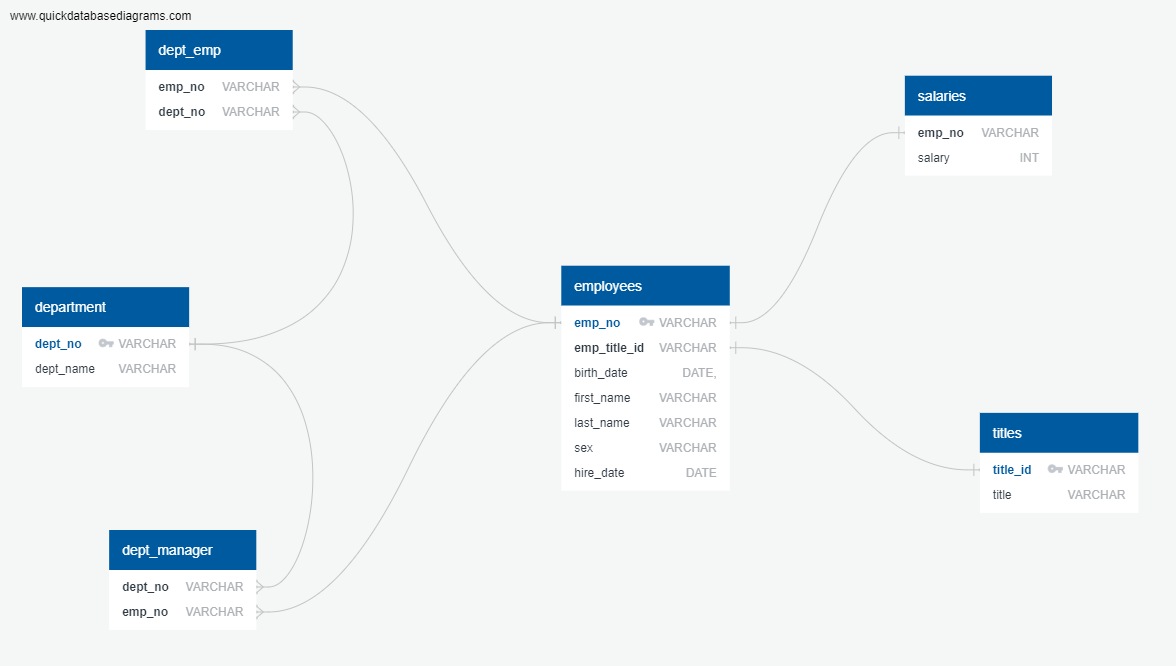 www.quickdatabasediagrams.com
dept_emp
emp_no VARCHAR
dept_no VARCHAR
salaries
emp_no VARCHAR
salary INT
department
dept_no VARCHAR
dept_name VARCHAR
employees
emp_no VARCHAR
emp_title_id VARCHAR
birth_date DATE,
first_name VARCHAR
last_name VARCHAR
sex VARCHAR
hire_date DATE
titles
title_id VARCHAR
title VARCHAR
dept_manager
dept_no VARCHAR
emp_no VARCHAR